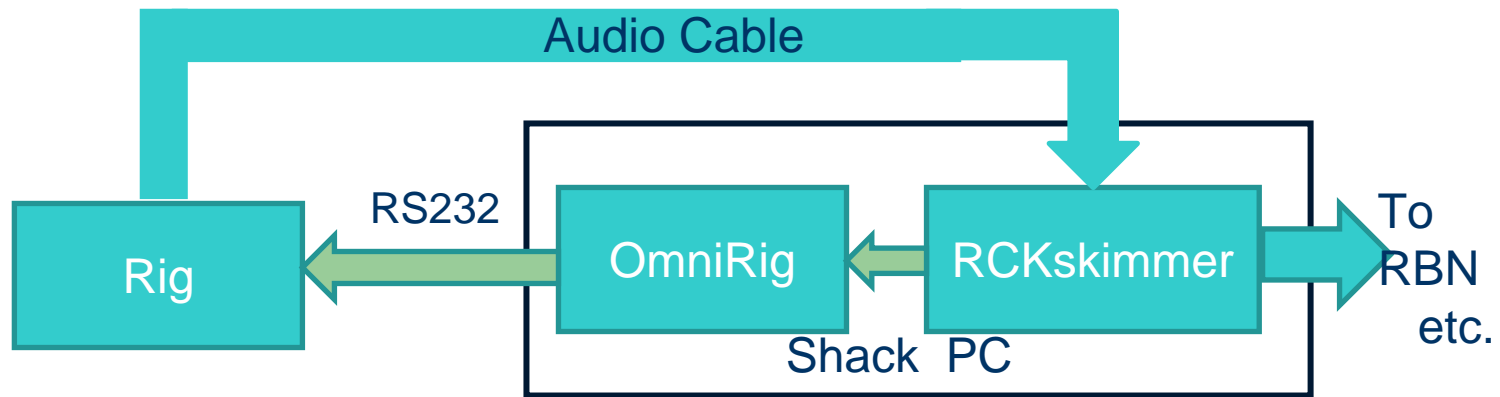 Audio Cable
RS232
Rig
OmniRig
RCKskimmer
To
RBN
etc.
Shack PC